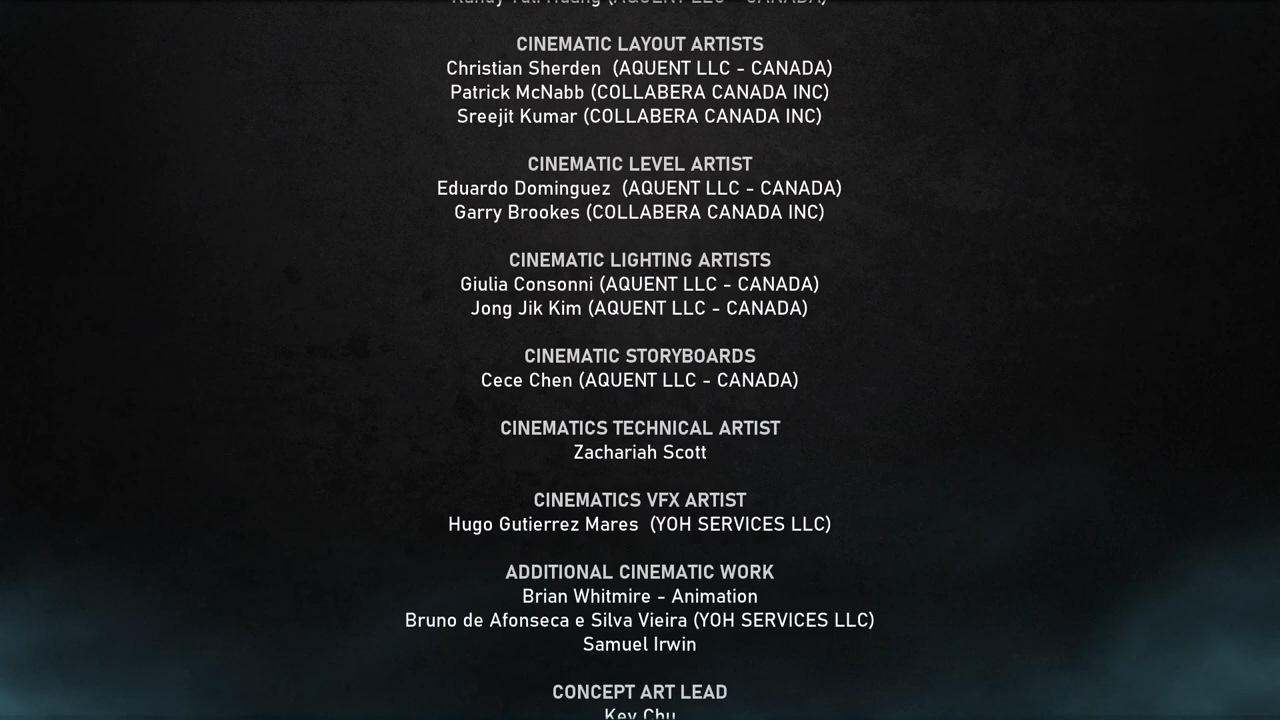 (AQUENT LLC - CANADA)
CINEMATIC LAYOUT ARTISTS
Christian Sherden (AQUENT LLC - CANADA)
Patrick McNabb (COLLABERA CANADA INC)
Sreejit Kumar (COLLABERA CANADA INC)
CINEMATIC LEVEL ARTIST
Eduardo Dominguez (AQUENT LLC - CANADA)
Garry Brookes (COLLABERA CANADA INC)
CINEMATIC LIGHTING ARTISTS
Giulia Consonni (AQUENT LLC - CANADA)
Jong Jik Kim (AQUENT LLC - CANADA)
CINEMATIC STORYBOARDS
Cece Chen (AQUENT LLC - CANADA)
CINEMATICS TECHNICAL ARTIST
Zachariah Scott
CINEMATICS VFX ARTIST
Hugo Gutierrez Mares (YOH SERVICES LLC)
ADDITIONAL CINEMATIC WORK
Brian Whitmire - Animation
Bruno de Afonseca e Silva Vieira (YOH SERVICES LLC)
Samuel Irwin
CONCEPT ART LEAD